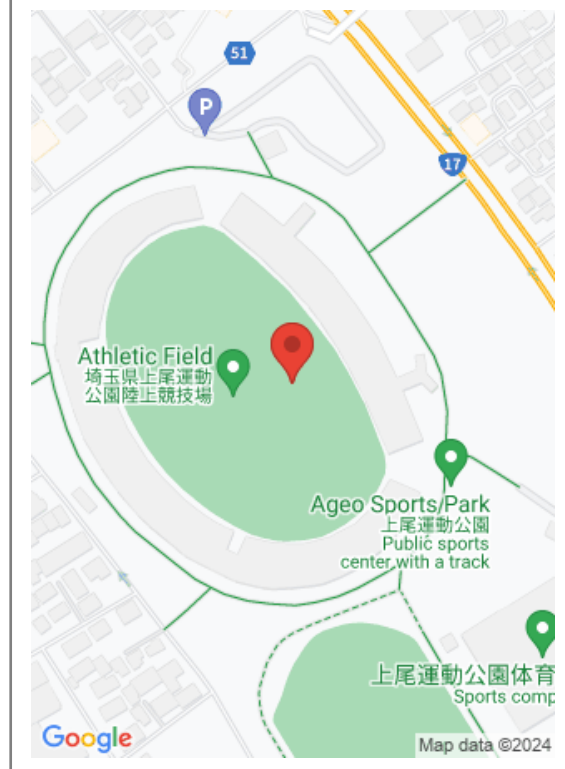 51
P
17
Athletic Field
埼玉県上尾運動
公園陸上競技場
Ageo Sports Park
上尾運動公園
Public sports
center with a track
上尾運動公園体育
Sports comp
Google
Map data ©2024